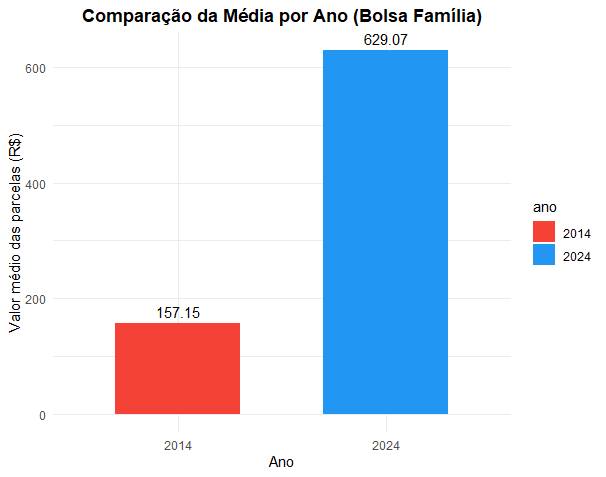 Comparação da Média por Ano (Bolsa Família)
Valor médio das parcelas (R$)
600
400
200
0
629.07
157.15
2014
2024
Ano
ano
2014
2024